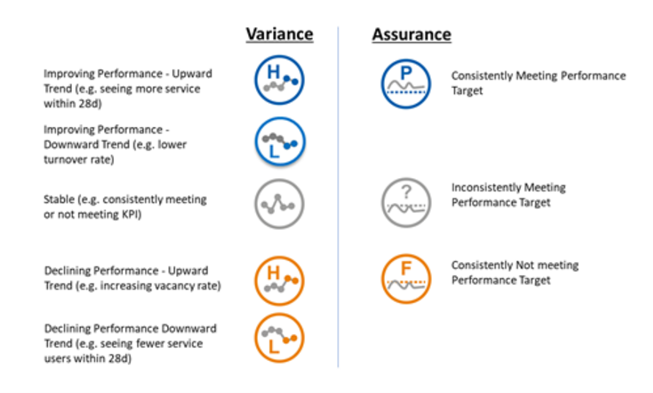 Variance
Assurance
Improving Performance - Upward
Trend (e.g. seeing more service
within 28d)
H
P
Consistently Meeting Performance
Target
Improving Performance -
Downward Trend (e.g. lower
turnover rate)
L
Stable (e.g. consistently meeting
or not meeting KPI)
?
Inconsistently Meeting
Performance Target
Declining Performance - Upward
Trend (e.g. increasing vacancy rate)
H
F
Consistently Not meeting
Performance Target
Declining Performance Downward
Trend (e.g. seeing fewer service
users within 28d)
L